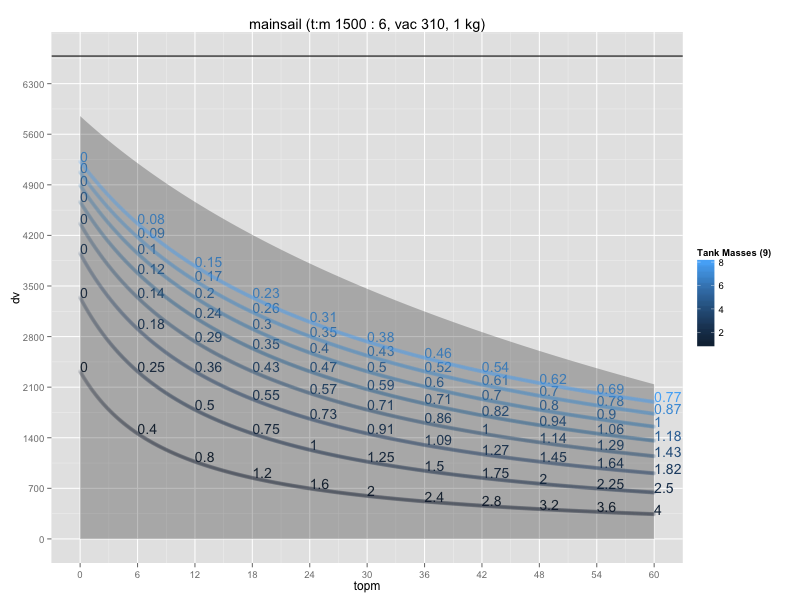 mainsail (t:m 1500 : 6, vac 310, 1 kg)
dv
6300
5600
4900
4200
3500
2800
2100
1400
700
0
0 0.08 0.15 0.23 0.31 0.38 0.46 0.54 0.62 0.69 0.77
0 0.09 0.17 0.26 0.35 0.43 0.52 0.61 0.7 0.78 0.87
0 0.1 0.2 0.3 0.4 0.5 0.6 0.7 0.8 0.9 1
0 0.12 0.24 0.35 0.47 0.59 0.71 0.82 0.94 1.06 1.18
0 0.14 0.29 0.43 0.57 0.71 0.86 1 1.14 1.29 1.43
0 0.18 0.36 0.55 0.73 0.91 1.09 1.27 1.45 1.64 1.82
0 0.25 0.5 0.75 1 1.25 1.5 1.75 2 2.25 2.5
0 0.4 0.8 1.2 1.6 2 2.4 2.8 3.2 3.6 4
0 6 12 18 24 30 36 42 48 54 60
topm
Tank Masses (9)
8
6
4
2